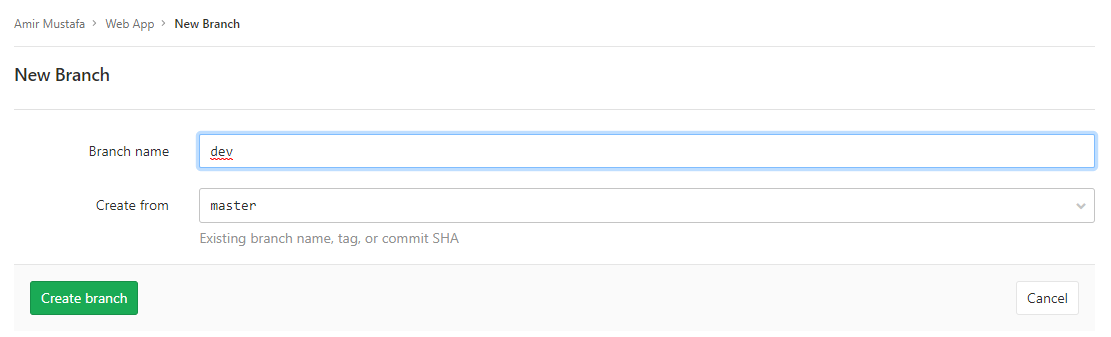 Amir Mustafa > Web App > New Branch
New Branch
Branch name dev
Create from master
Existing branch name, tag, or commit SHA
Create branch Cancel